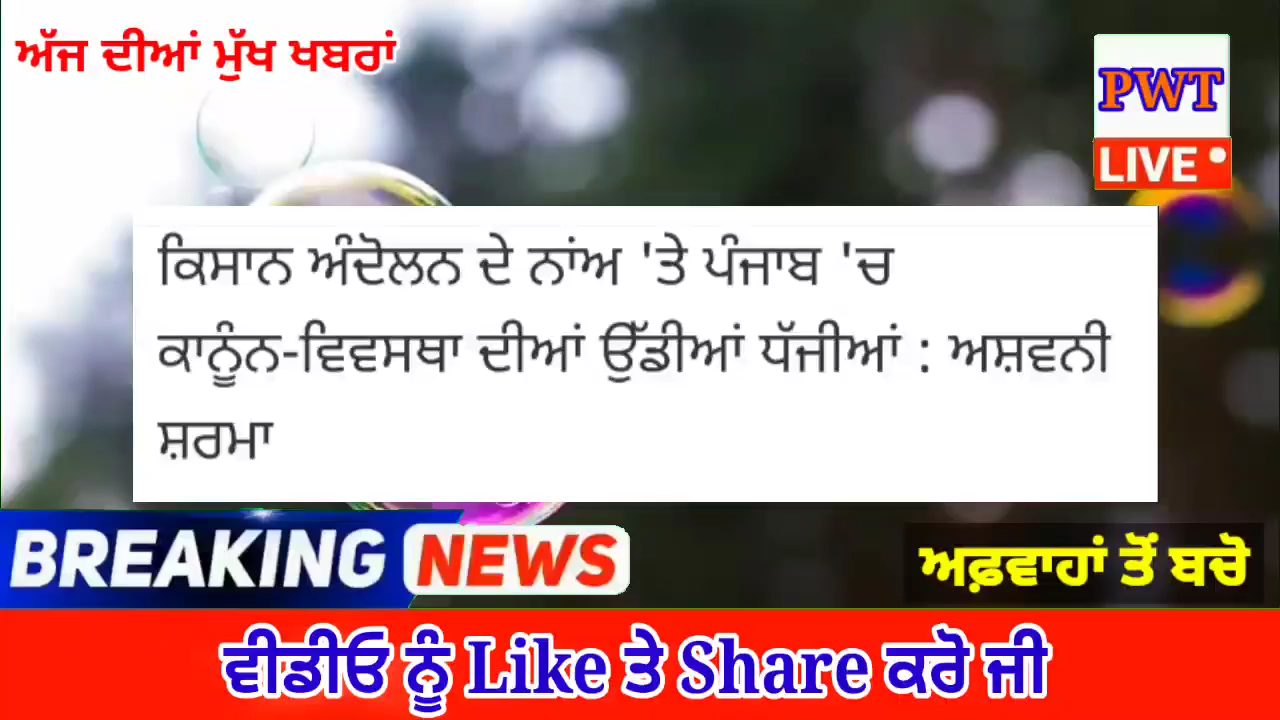 ਅੱਜ ਦੀਆਂ ਮੁੱਖ ਖਬਰਾਂ
PWT
LIVE
ਕਿਸਾਨ ਅੰਦੋਲਨ ਦੇ ਨਾਂਅ 'ਤੇ ਪੰਜਾਬ 'ਚ
ਕਾਨੂੰਨ-ਵਿਵਸਥਾ ਦੀਆਂ ਉੱਡੀਆਂ ਧੱਜੀਆਂ : ਅਸ਼ਵਨੀ
ਸ਼ਰਮਾ
BREAKING NEWS
ਅਫ਼ਵਾਹਾਂ ਤੋਂ ਬਚੋ
ਵੀਡੀਓ ਨੂੰ Like ਤੇ Share ਕਰੋ ਜੀ